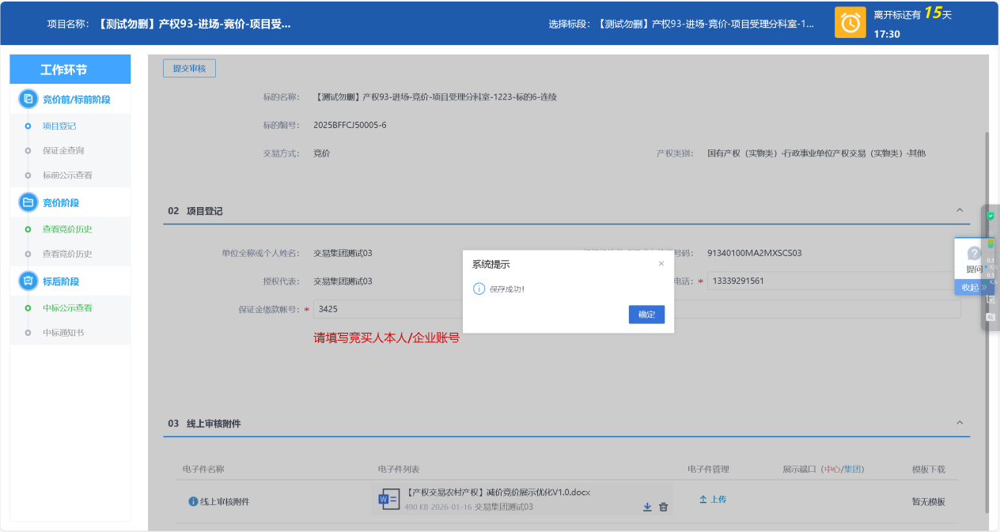 项目名称: 【测试勿删】产权93-进场-竞价-项目受...
选择标段: 【测试勿删】产权93-进场-竞价-项目受理分科室-1...
离开标还有15天
17:30
工作环节
竞价前/标前阶段
项目登记
保证金查询
标前公示查看
竞价阶段
查看竞价历史
查看竞价历史
标后阶段
中标公示查看
中标通知书
提交审核
标的名称: 【测试勿删】产权93-进场-竞价-项目受理分科室-1223-标的6-连续
标的编号: 2025BFFCJ50005-6
交易方式: 竞价
产权类别: 国有产权（实物类）·行政事业单位产权交易（实物类）·其他
02 项目登记
单位全称或个人姓名: 交易集团测试03
号码: 91340100MA2MXSCS03
授权代表: 交易集团测试03
电话: * 13339291561
保证金缴款帐号: * 3425
请填写竞买人本人/企业账号
系统提示
×
保存成功!
确定
03 线上审核附件
电子件名称 电子件列表 电子件管理 展示端口（中心/集团） 模板下载
线上审核附件
【产权交易农村产权】减价竞价展示优化V1.0.docx
490 KB 2026-01-16 交易集团测试03
上传
暂无模板
提问
收起